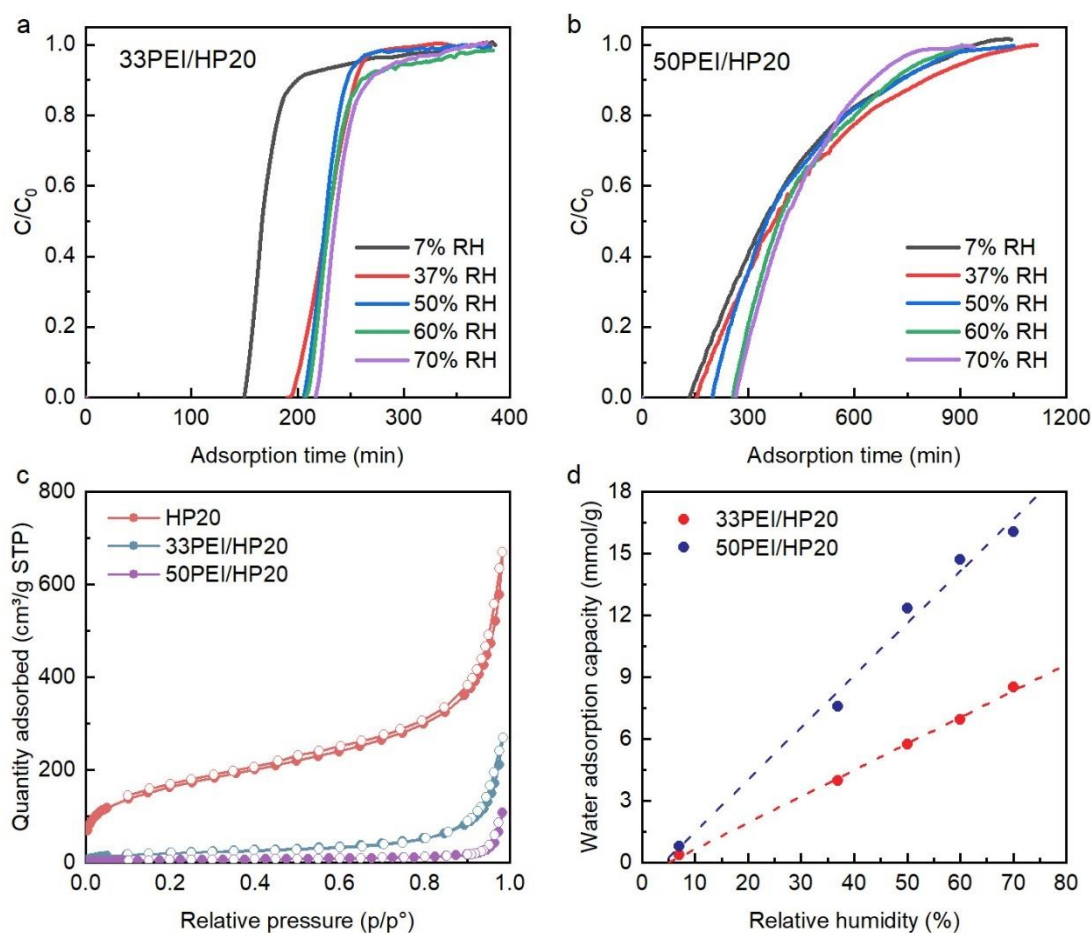 a
33PEI/HP20
C/C₀
1.0
0.8
0.6
0.4
0.2
0.0
7% RH
37% RH
50% RH
60% RH
70% RH
0
100
200
300
400
Adsorption time (min)
b
50PEI/HP20
C/C₀
1.0
0.8
0.6
0.4
0.2
0.0
7% RH
37% RH
50% RH
60% RH
70% RH
0
300
600
900
1200
Adsorption time (min)
c
Quantity adsorbed (cm³/g STP)
800
600
400
200
0
HP20
33PEI/HP20
50PEI/HP20
0.0
0.2
0.4
0.6
0.8
1.0
Relative pressure (p/p°)
d
Water adsorption capacity (mmol/g)
18
15
12
9
6
3
0
33PEI/HP20
50PEI/HP20
0
10
20
30
40
50
60
70
80
Relative humidity (%)